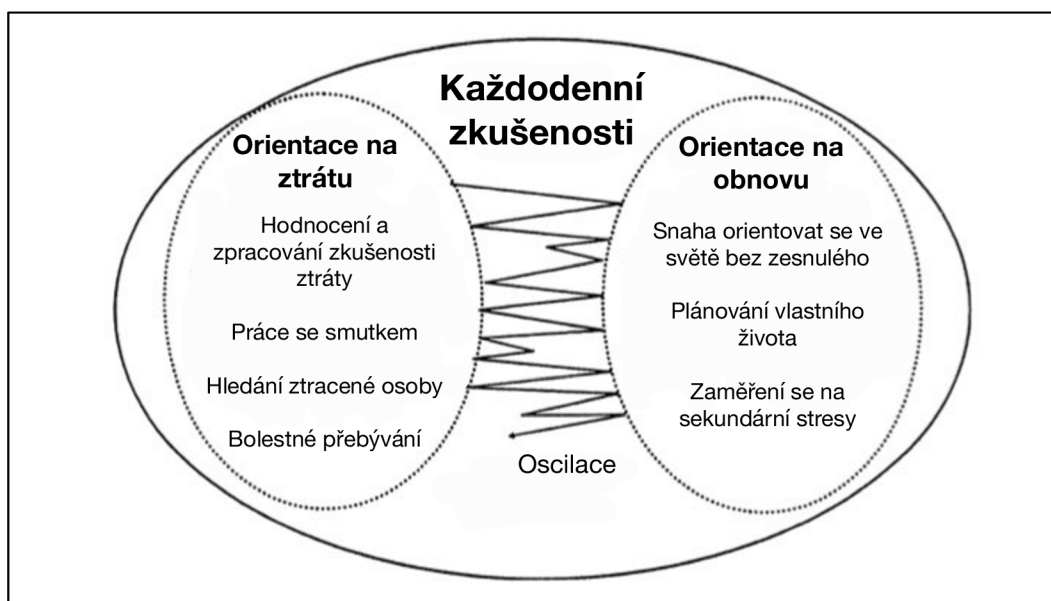 Každodenní
zkušenosti
Orientace na
ztrátu
Hodnocení a
zpracování zkušenosti
ztráty
Práce se smutkem
Hledání ztracené osoby
Bolestné přebývání
Orientace na
obnovu
Snaha orientovat se ve
světě bez zesnulého
Plánování vlastního
života
Zaměření se na
sekundární stresy
Oscilace